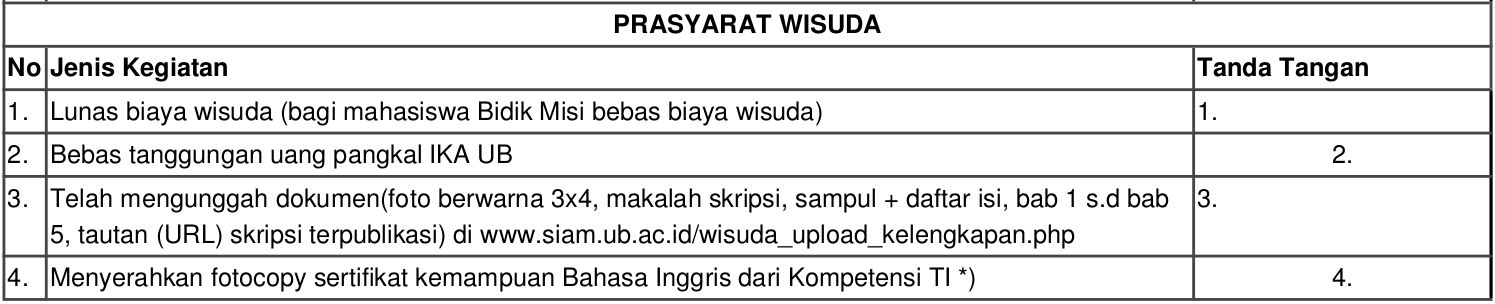 PRASYARAT WISUDA
No Jenis Kegiatan Tanda Tangan
1. Lunas biaya wisuda (bagi mahasiswa Bidik Misi bebas biaya wisuda) 1.
2. Bebas tanggungan uang pangkal IKA UB 2.
3. Telah mengunggah dokumen(foto berwarna 3x4, makalah skripsi, sampul + daftar isi, bab 1 s.d bab 3.
5, tautan (URL) skripsi terpublikasi) di www.siam.ub.ac.id/wisuda_upload_kelengkapan.php
4. Menyerahkan fotocopy sertifikat kemampuan Bahasa Inggris dari Kompetensi TI *) 4.